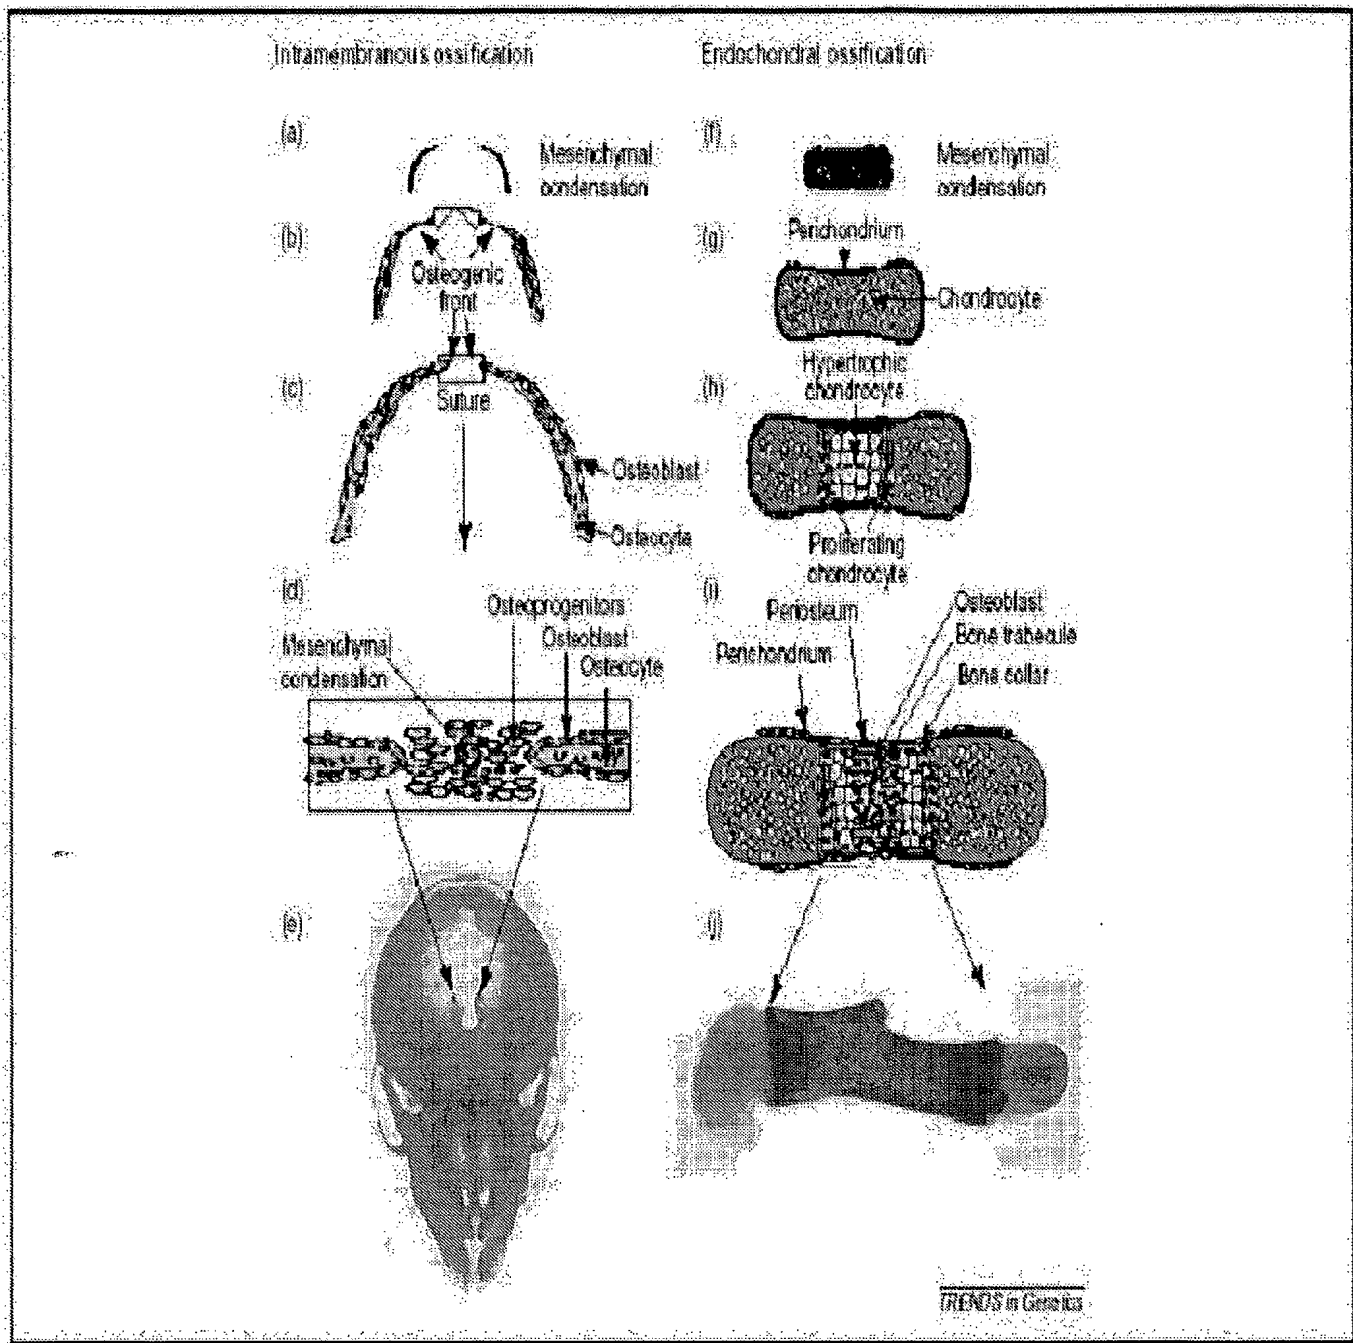 Intramembranous ossification
Endochondral ossification
(a)
Mesenchymal
condensation
(b)
Osteogenic
front
(c)
Suture
Osteoblast
Osteocyte
(d)
Osteoprogenitors
Osteoblast
Osteocyte
Mesenchymal
condensation
(e)
(f)
Mesenchymal
condensation
(g)
Perichondrium
Chondrocyte
(h)
Hypertrophic
chondrocyte
Proliferating
chondrocyte
(i)
Periosteum
Perichondrium
Osteoblast
Bone trabecule
Bone collar
(j)
TRENDS in Genetics